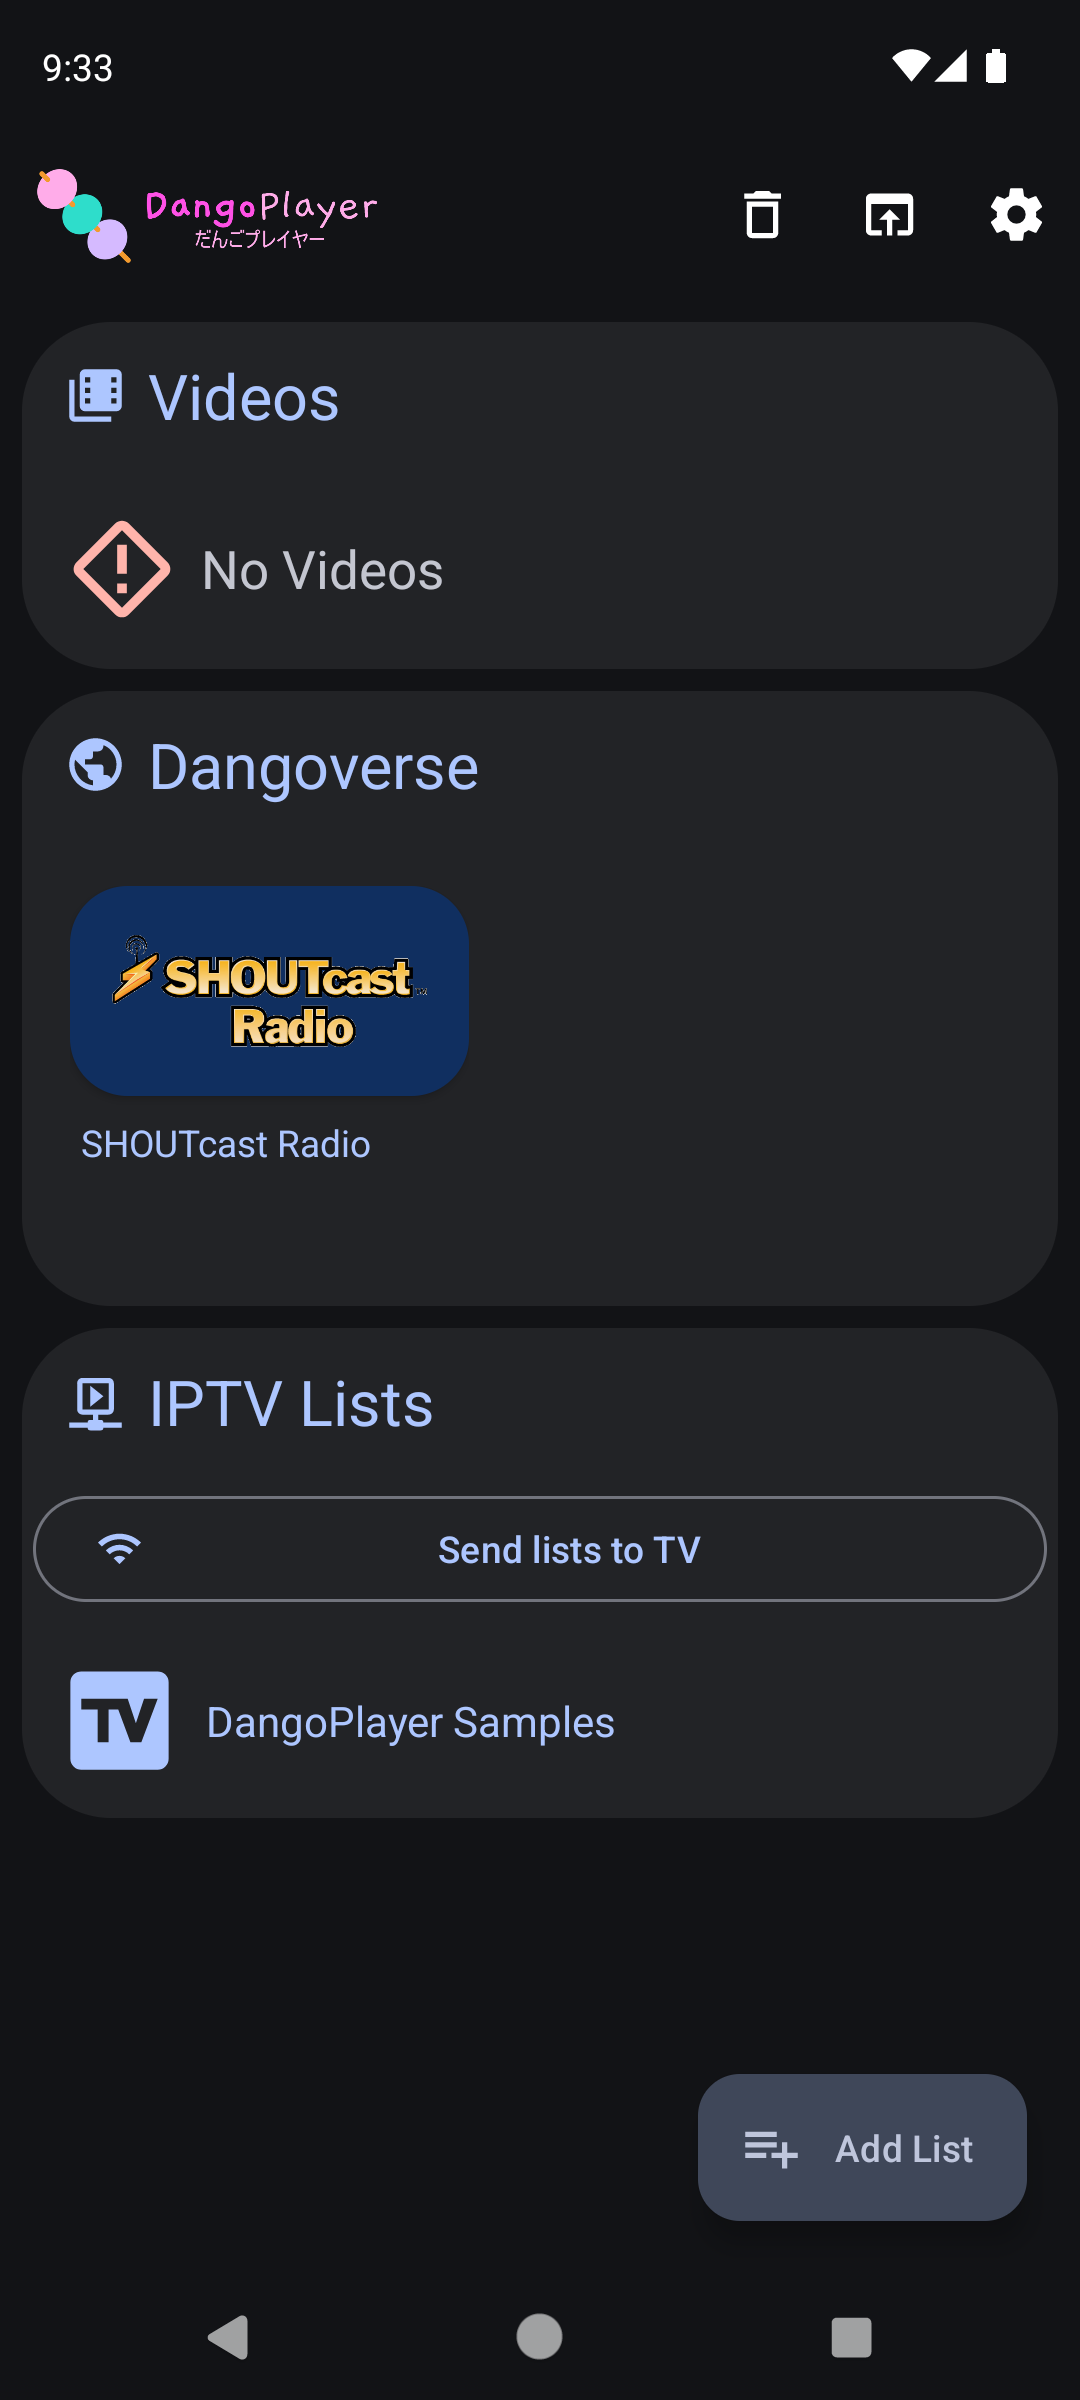 9:33
DangoPlayer
だんごプレイヤー
Videos
No Videos
Dangoverse
SHOUTcast
Radio
SHOUTcast Radio
IPTV Lists
Send lists to TV
TV
DangoPlayer Samples
Add List